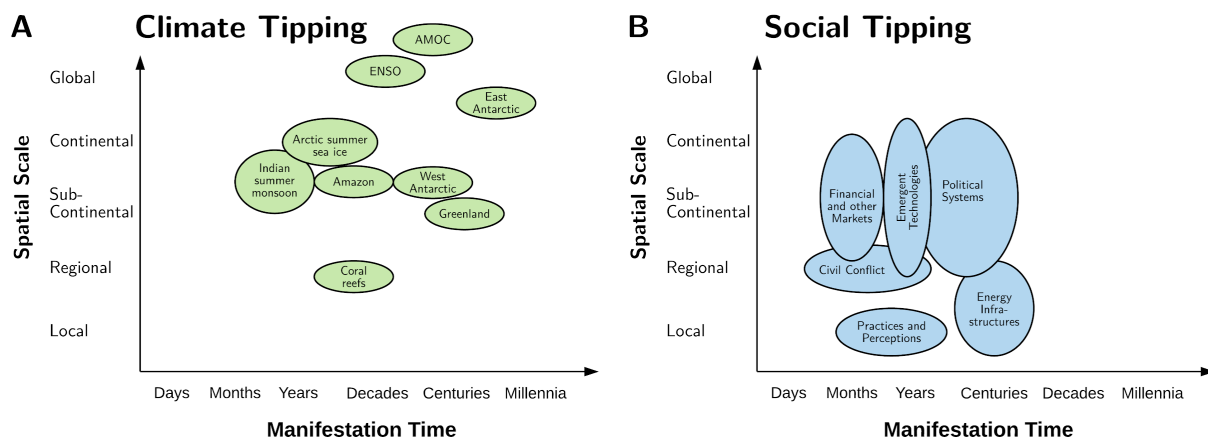 A
Climate Tipping
AMOC
ENSO
East
Antarctic
Arctic summer
sea ice
Indian
summer
monsoon
Amazon
West
Antarctic
Greenland
Coral
reefs
Global
Continental
Sub-
Continental
Regional
Local
Spatial Scale
Days Months Years Decades Centuries Millennia
Manifestation Time
B
Social Tipping
Global
Continental
Sub-
Continental
Regional
Local
Spatial Scale
Financial
and other
Markets
Emergent
Technologies
Political
Systems
Civil Conflict
Energy
Infra-
structures
Practices and
Perceptions
Days Months Years Centuries Decades Millennia
Manifestation Time